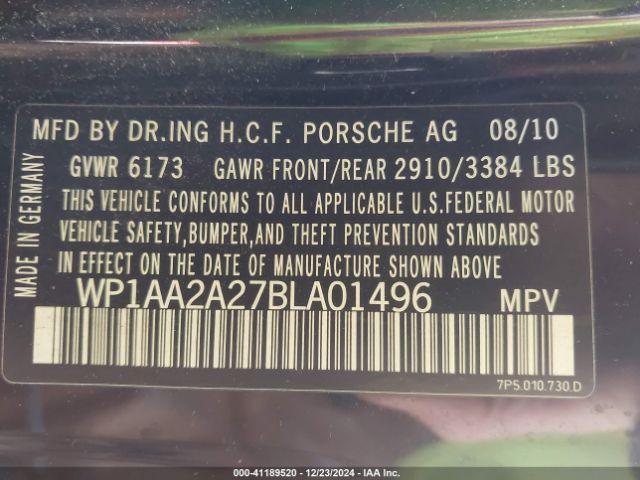 MFD BY DR.ING H.C.F. PORSCHE AG 08/10
GVWR 6173 GAWR FRONT/REAR 2910/3384 LBS
THIS VEHICLE CONFORMS TO ALL APPLICABLE U.S.FEDERAL MOTOR
VEHICLE SAFETY,BUMPER,AND THEFT PREVENTION STANDARDS
IN EFFECT ON THE DATE OF MANUFACTURE SHOWN ABOVE
WP1AA2A27BLA01496 MPV
MADE IN GERMANY
7P5.010.730.D
000-41189520 | 12/23/2024 - IAA Inc.